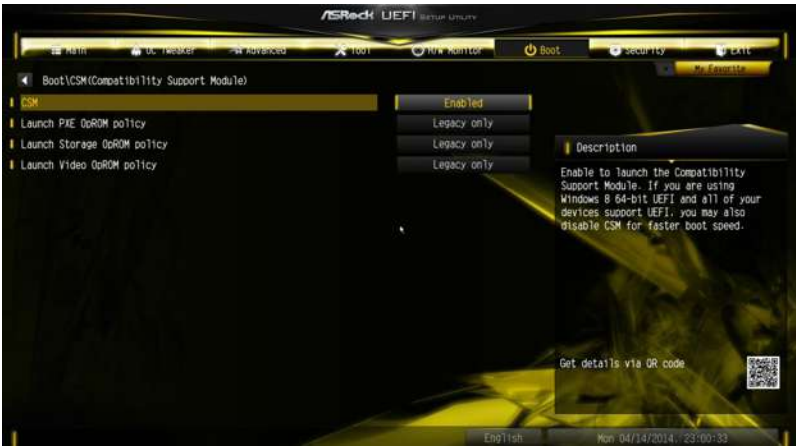 ASRock UEFI SETUP UTILITY
Main OC Tweaker Advanced Tool H/W Monitor Boot Security Exit
My Favorite
Boot\CSM(Compatibility Support Module)
CSM Enabled
Launch PXE OpROM policy Legacy only
Launch Storage OpROM policy Legacy only
Launch Video OpROM policy Legacy only
Description
Enable to launch the Compatibility
Support Module. If you are using
Windows 8 64-bit UEFI and all of your
devices support UEFI, you may also
disable CSM for faster boot speed.
Get details via QR code
English Mon 04/14/2014, 23:00:33